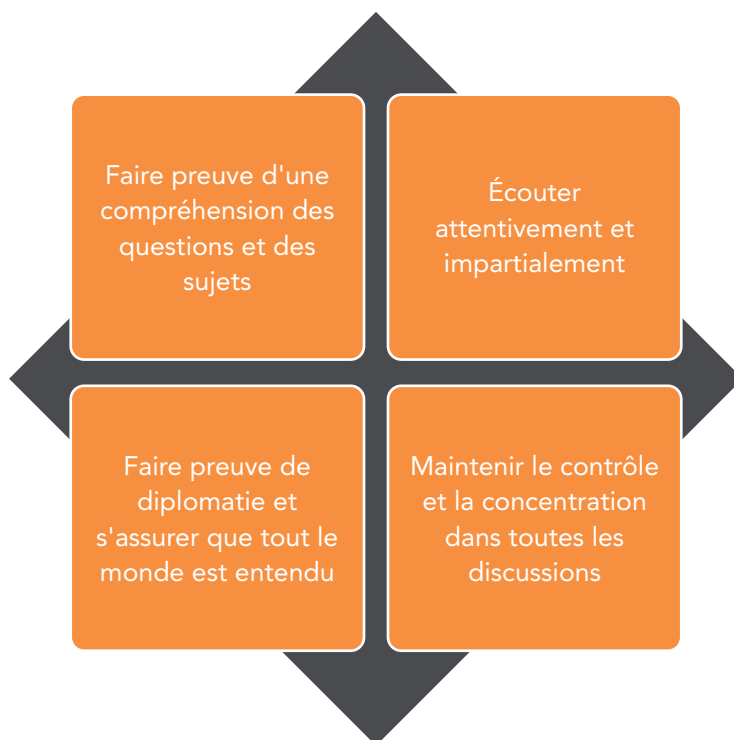 Faire preuve d'une
compréhension des
questions et des
sujets
Écouter
attentivement et
impartialement
Faire preuve de
diplomatie et
s'assurer que tout le
monde est entendu
Maintenir le contrôle
et la concentration
dans toutes les
discussions